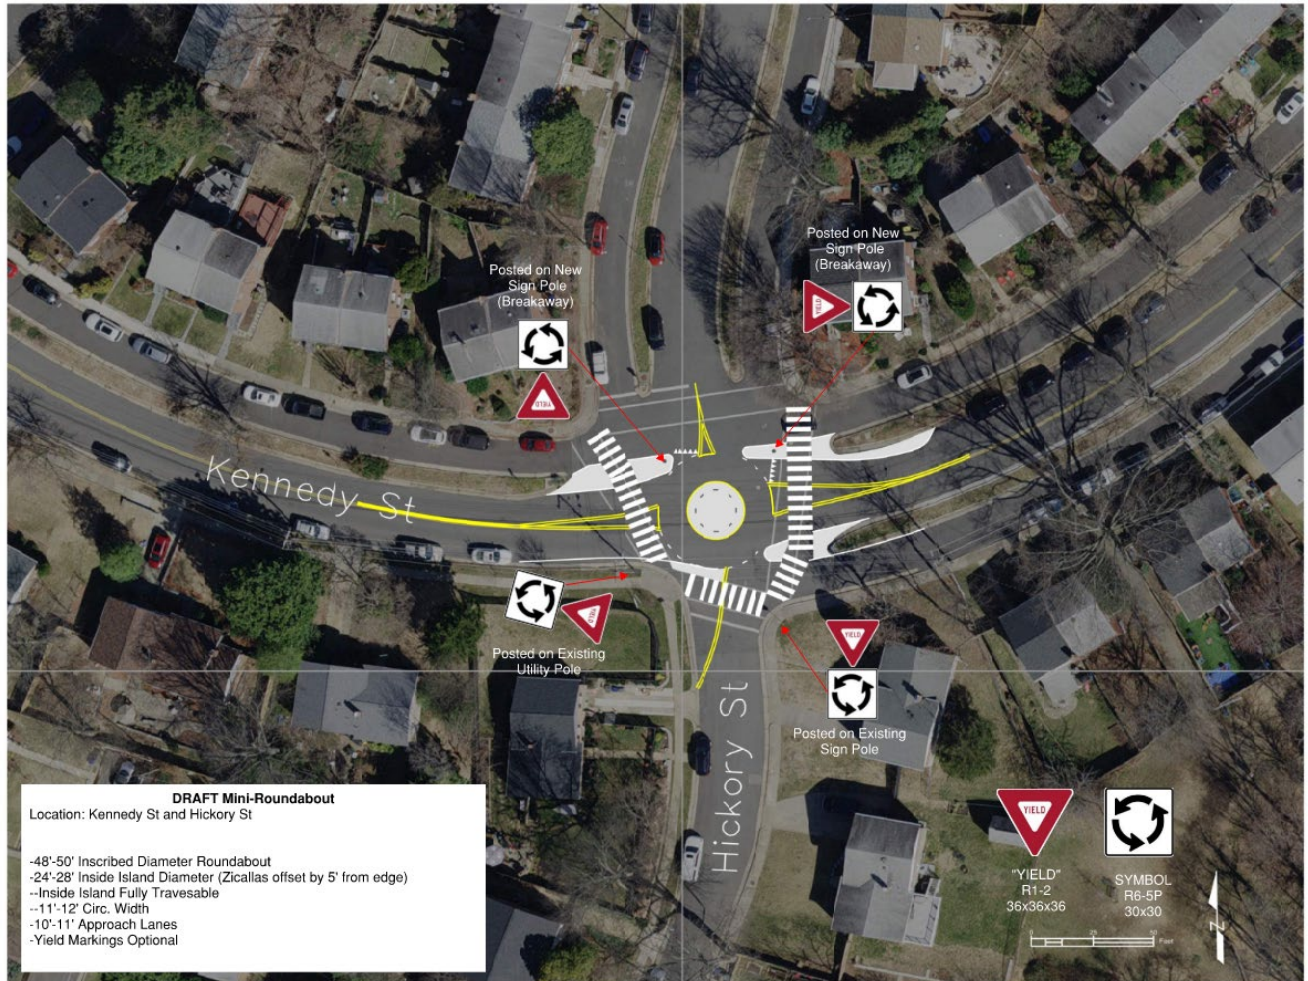 Posted on New
Sign Pole
(Breakaway)
YIELD
Posted on New
Sign Pole
(Breakaway)
YIELD
Kennedy St
YIELD
Posted on Existing
Utility Pole
YIELD
Posted on Existing
Sign Pole
Hickory St
DRAFT Mini-Roundabout
Location: Kennedy St and Hickory St
-48'-50' Inscribed Diameter Roundabout
-24'-28' Inside Island Diameter (Zicallas offset by 5' from edge)
--Inside Island Fully Travesable
--11'-12' Circ. Width
-10'-11' Approach Lanes
-Yield Markings Optional
YIELD
"YIELD"
R1-2
36x36x36
SYMBOL
R6-5P
30x30
0 25 50
Feet
N